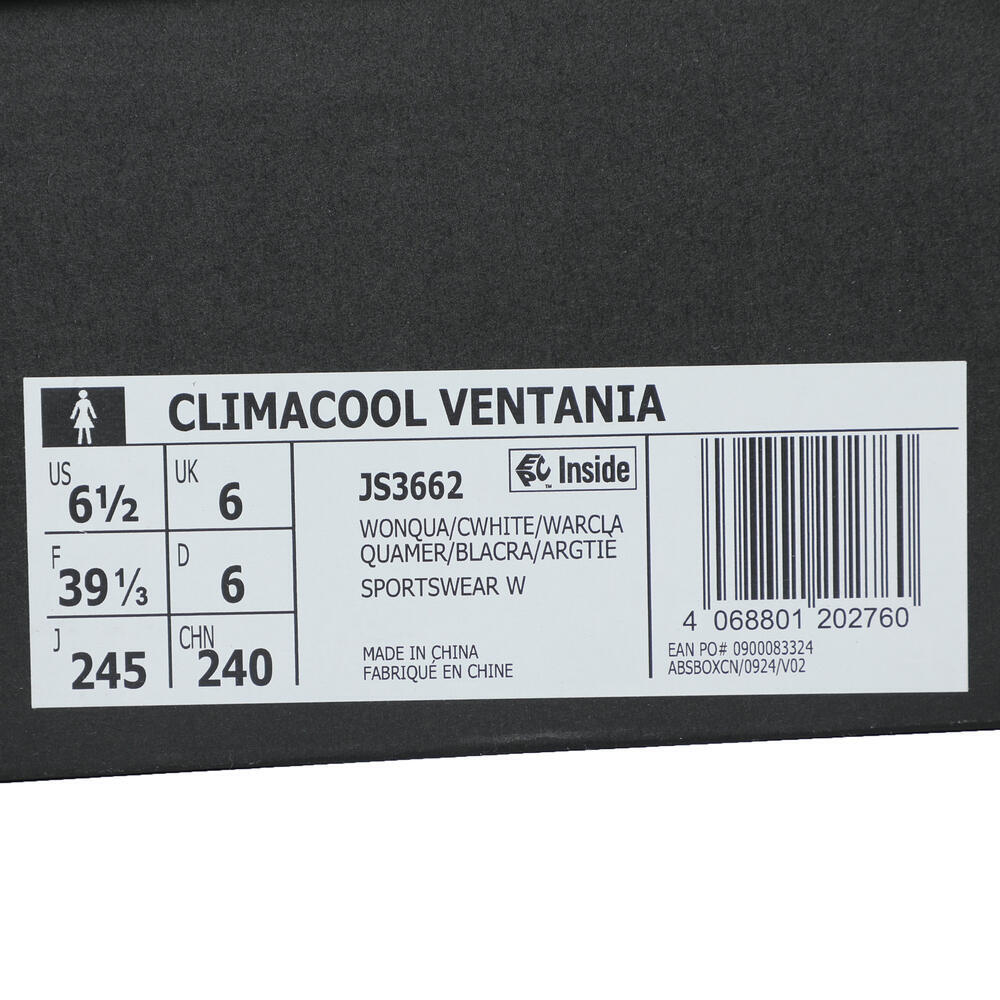 CLIMACOOL VENTANIA
US 6½
UK 6
F 39⅓
D 6
J 245
CHN 240
JS3662
EPC™ Inside
WONQUA/CWHITE/WARCLA
QUAMER/BLACRA/ARGTIE
SPORTSWEAR W
MADE IN CHINA
FABRIQUÉ EN CHINE
4 068801 202760
EAN PO# 0900083324
ABSBOXCN/0924/V02